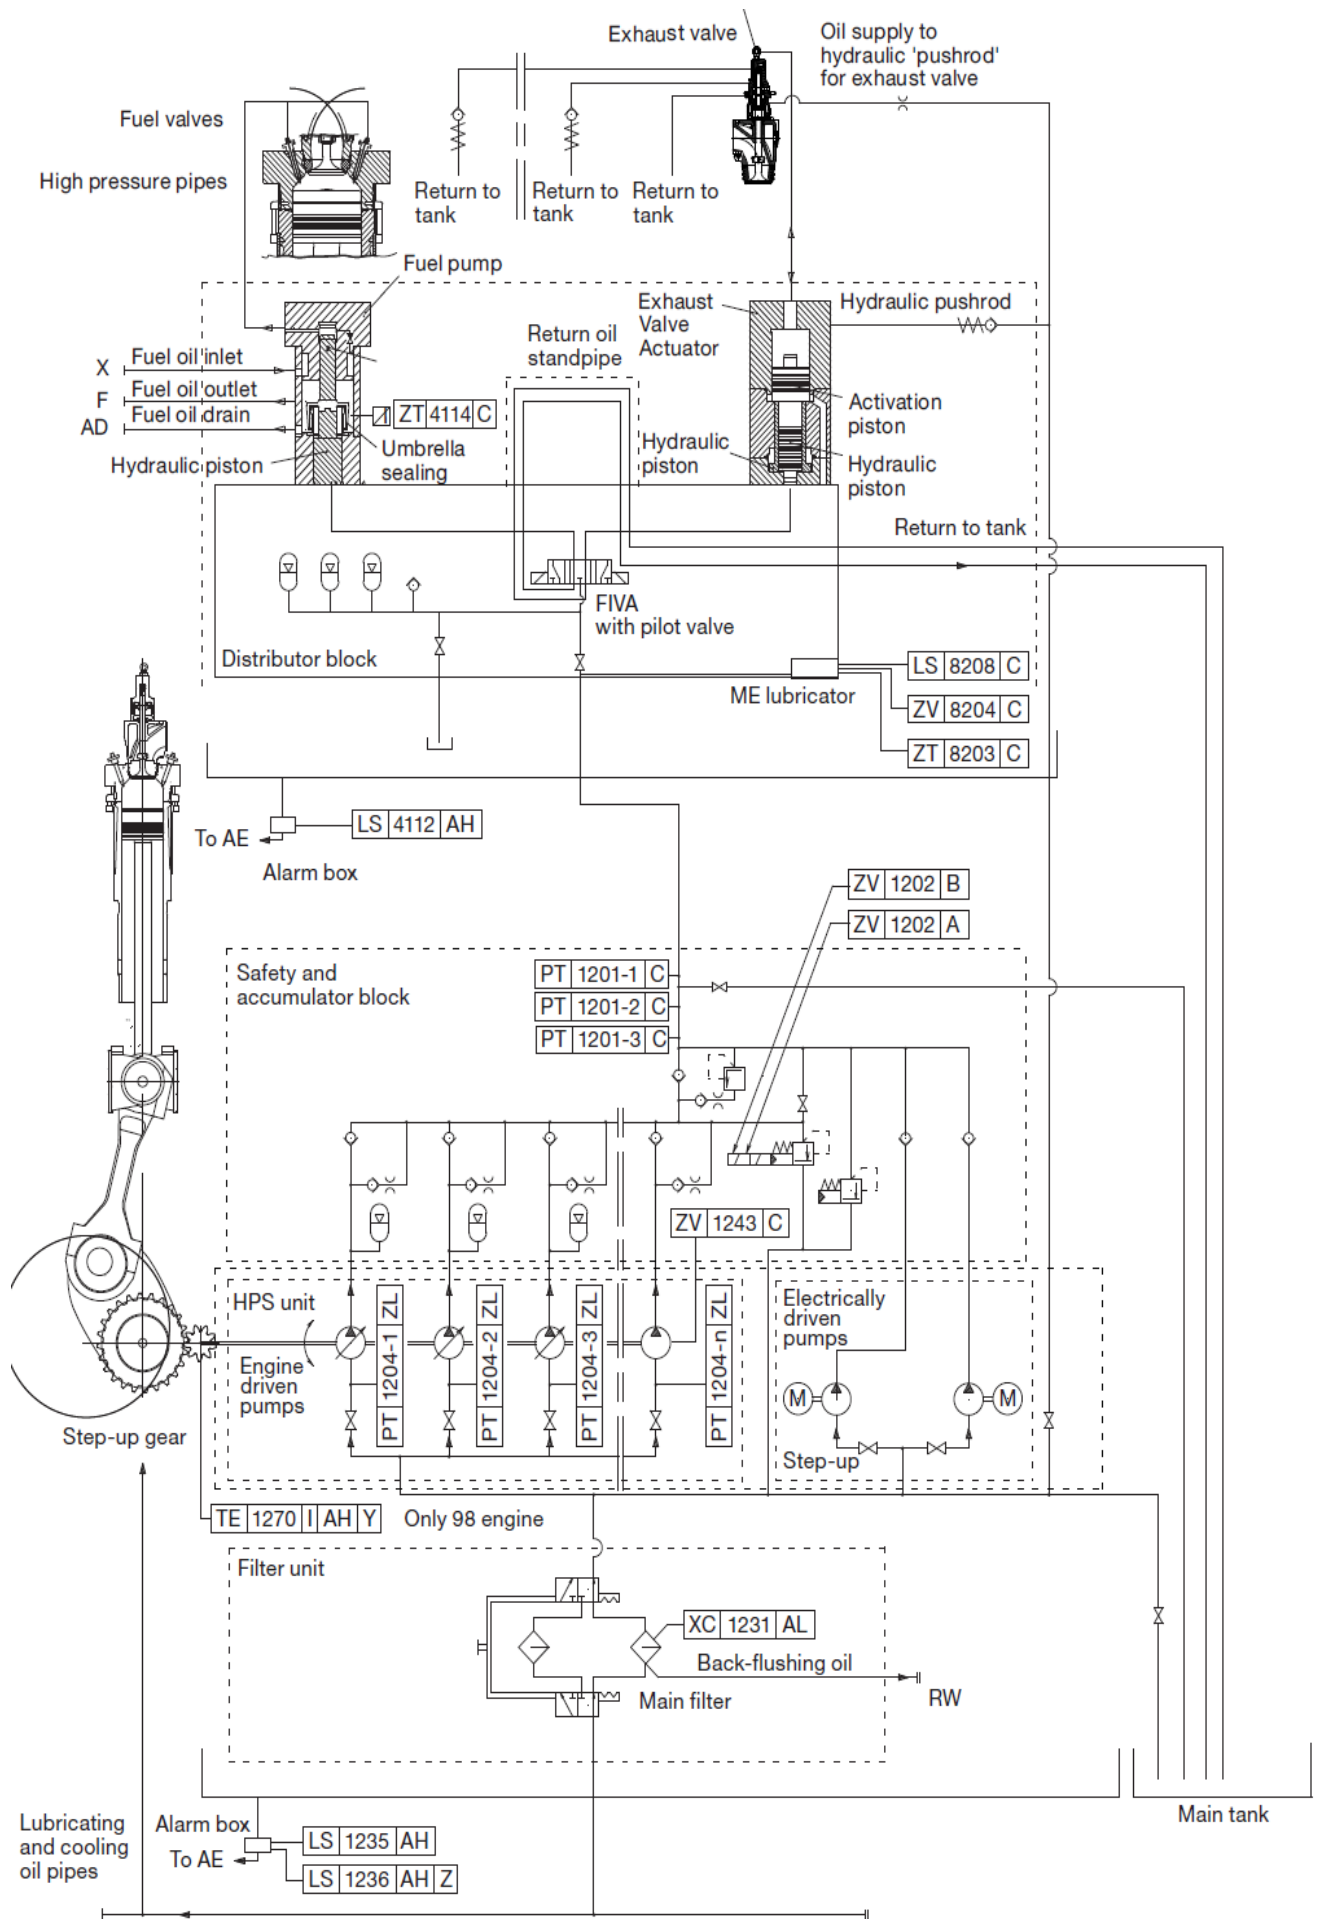 Exhaust valve
Oil supply to
hydraulic 'pushrod'
for exhaust valve
Fuel valves
High pressure pipes
Return to
tank
Return to
tank
Return to
tank
Fuel pump
Exhaust
Valve
Actuator
Hydraulic pushrod
Return oil
standpipe
X
Fuel oil inlet
F
Fuel oil outlet
AD
Fuel oil drain
ZT 4114 C
Activation
piston
Hydraulic piston
Umbrella
sealing
Hydraulic
piston
Hydraulic
piston
Return to tank
FIVA
with pilot valve
Distributor block
ME lubricator
LS 8208 C
ZV 8204 C
ZT 8203 C
LS 4112 AH
To AE
Alarm box
ZV 1202 B
ZV 1202 A
Safety and
accumulator block
PT 1201-1 C
PT 1201-2 C
PT 1201-3 C
ZV 1243 C
HPS unit
Engine
driven
pumps
PT 1204-1 ZL
PT 1204-2 ZL
PT 1204-3 ZL
PT 1204-n ZL
Electrically
driven
pumps
M
M
Step-up
Step-up gear
TE 1270 I AH Y
Only 98 engine
Filter unit
XC 1231 AL
Back-flushing oil
Main filter
RW
Main tank
Lubricating
and cooling
oil pipes
Alarm box
To AE
LS 1235 AH
LS 1236 AH Z